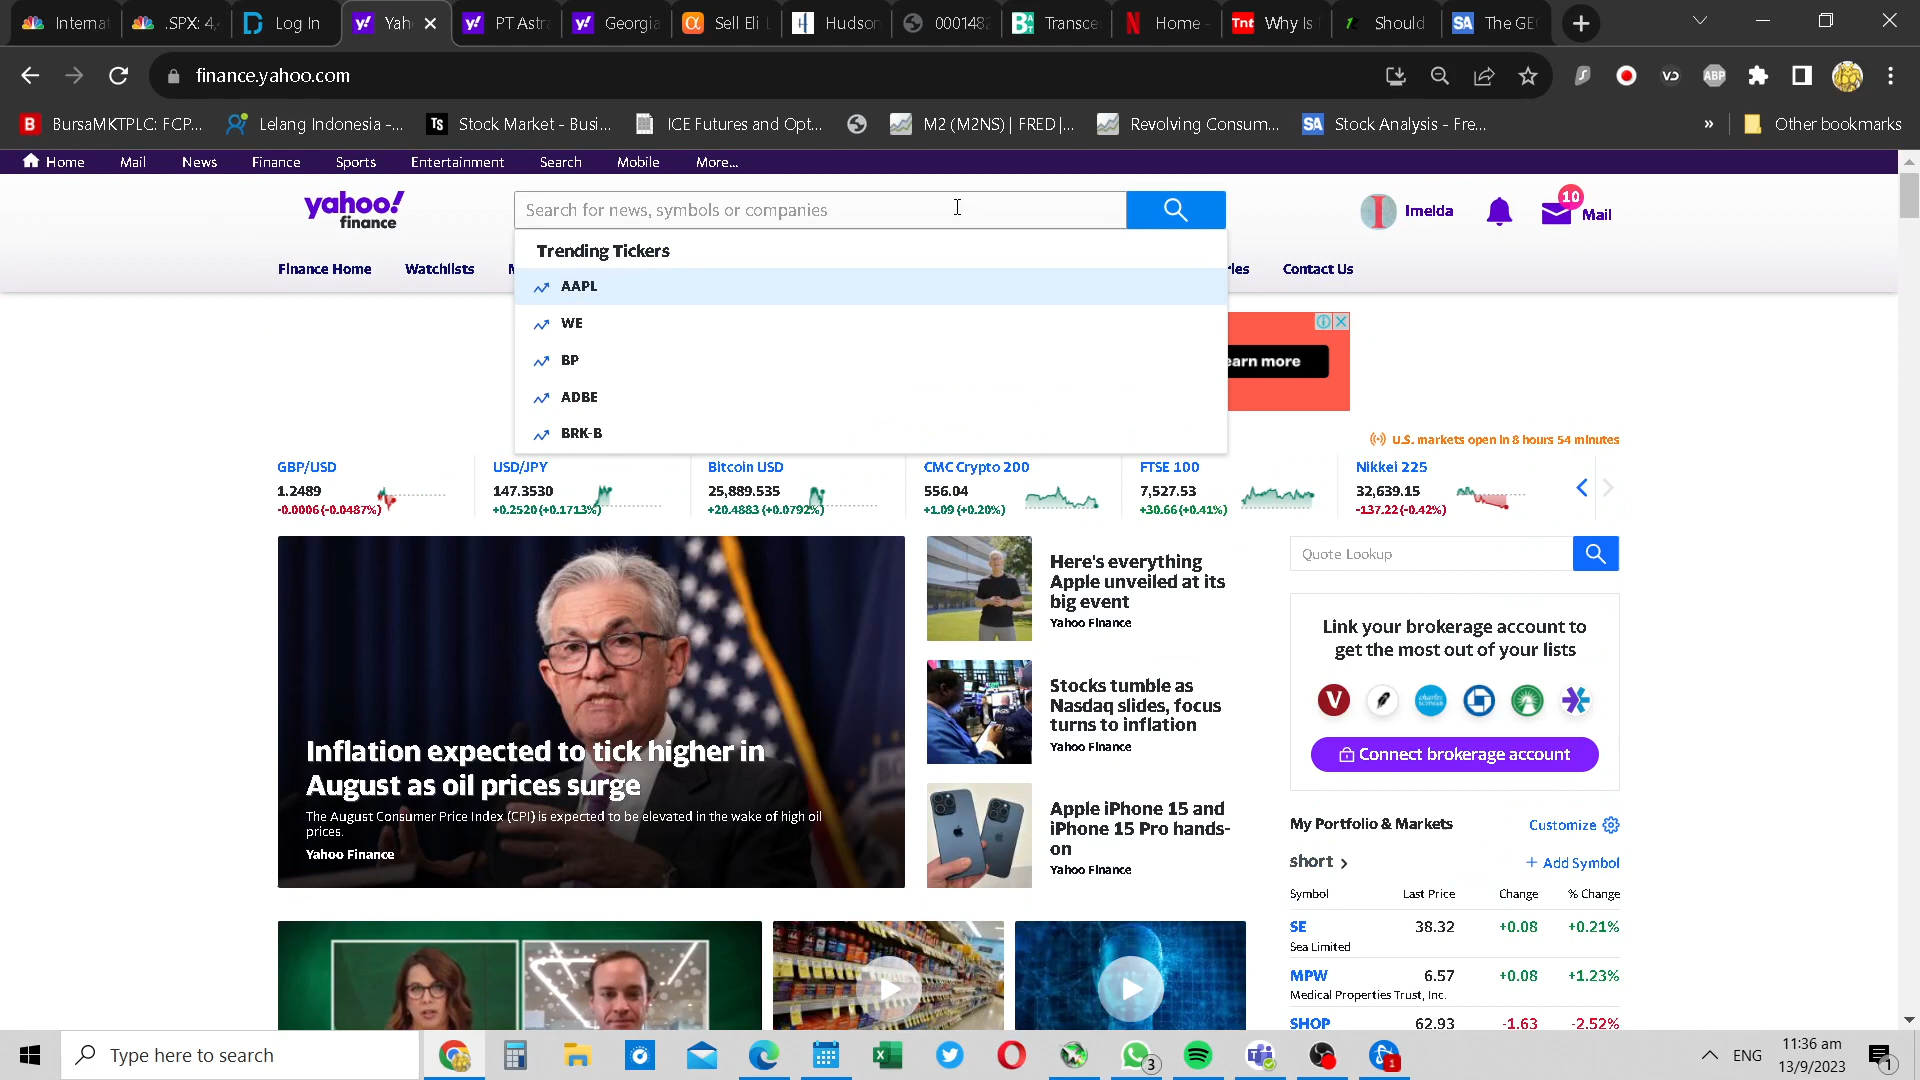 Internat
.SPX: 4,
Log In
Yah
PT Astra
Georgia
Sell Eli L
Hudson
0001482
Transce
Home -
Why Is
Should
The GEO
finance.yahoo.com
BursaMKTPLC: FCP...
Lelang Indonesia -...
Stock Market - Busi...
ICE Futures and Opt...
M2 (M2NS) | FRED |...
Revolving Consum...
Stock Analysis - Fre...
»
Other bookmarks
Home
Mail
News
Finance
Sports
Entertainment
Search
Mobile
More...
yahoo!
finance
Search for news, symbols or companies
Imelda
10
Mail
Finance Home
Watchlists
Contact Us
Trending Tickers
AAPL
WE
BP
ADBE
BRK-B
earn more
U.S. markets open in 8 hours 54 minutes
GBP/USD
1.2489
-0.0006 (-0.0487%)
USD/JPY
147.3530
+0.2520 (+0.1713%)
Bitcoin USD
25,889.535
+20.4883 (+0.0792%)
CMC Crypto 200
556.04
+1.09 (+0.20%)
FTSE 100
7,527.53
+30.66 (+0.41%)
Nikkei 225
32,639.15
-137.22 (-0.42%)
Inflation expected to tick higher in
August as oil prices surge
The August Consumer Price Index (CPI) is expected to be elevated in the wake of high oil
prices.
Yahoo Finance
Here's everything
Apple unveiled at its
big event
Yahoo Finance
Stocks tumble as
Nasdaq slides, focus
turns to inflation
Yahoo Finance
Apple iPhone 15 and
iPhone 15 Pro hands-
on
Yahoo Finance
Quote Lookup
Link your brokerage account to
get the most out of your lists
Connect brokerage account
My Portfolio & Markets
Customize
short
+ Add Symbol
Symbol Last Price Change % Change
SE 38.32 +0.08 +0.21%
Sea Limited
MPW 6.57 +0.08 +1.23%
Medical Properties Trust, Inc.
SHOP 62.93 -1.63 -2.52%
Type here to search
3
1
ENG
11:36 am
13/9/2023
1